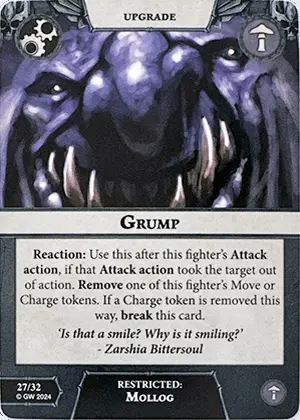 UPGRADE
GRUMP
Reaction: Use this after this fighter's Attack
action, if that Attack action took the target out
of action. Remove one of this fighter's Move or
Charge tokens. If a Charge token is removed this
way, break this card.
'Is that a smile? Why is it smiling?'
- Zarshia Bittersoul
27/32
© GW 2024
RESTRICTED:
MOLLOG